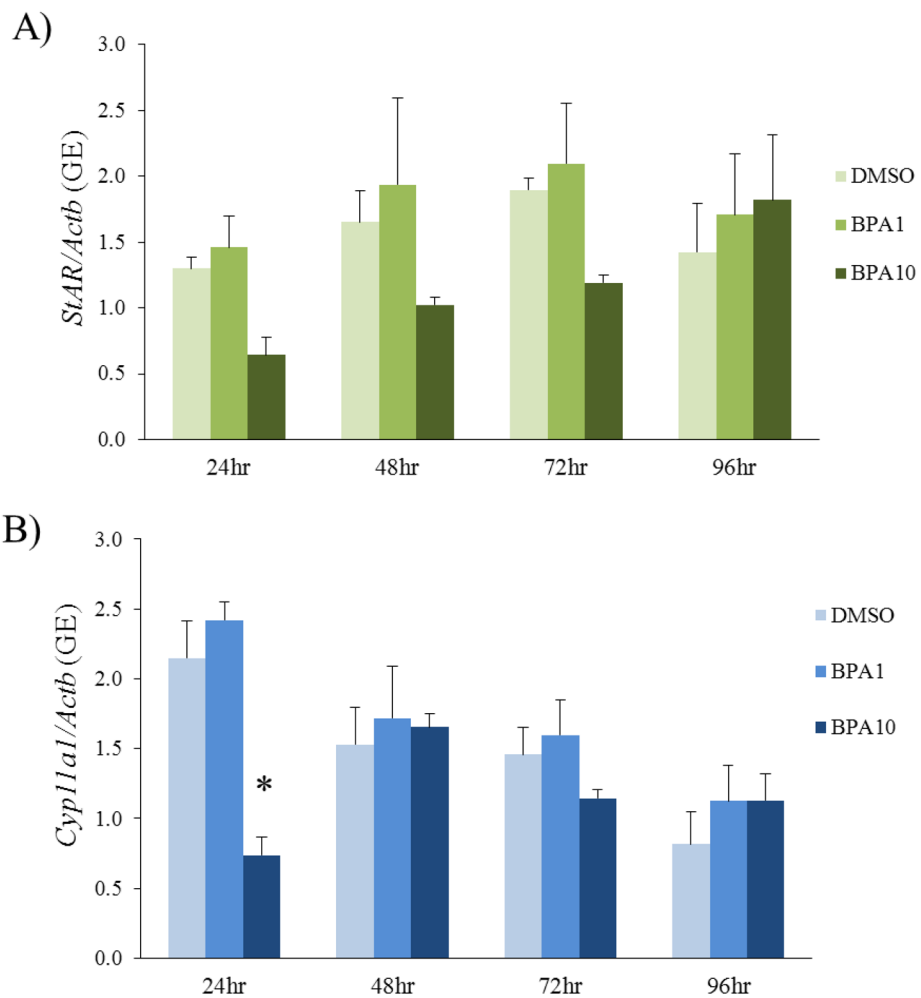 A)
StAR/Actb (GE)
3.0
2.5
2.0
1.5
1.0
0.5
0.0
24hr 48hr 72hr 96hr
DMSO
BPA1
BPA10
B)
Cyp11a1/Actb (GE)
3.0
2.5
2.0
1.5
1.0
0.5
0.0
*
24hr 48hr 72hr 96hr
DMSO
BPA1
BPA10